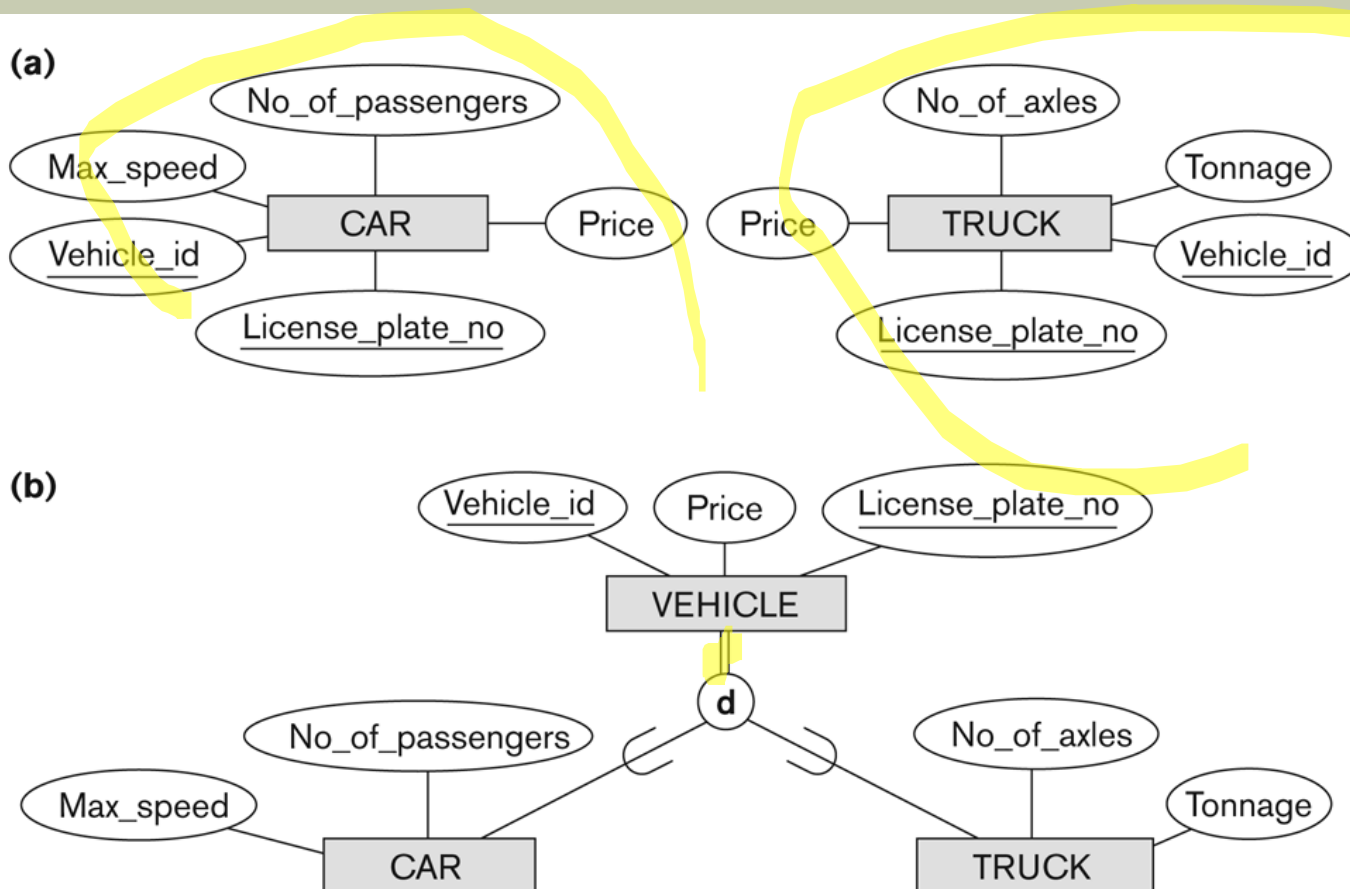 (a)
No_of_passengers
Max_speed
CAR
Price
Vehicle_id
License_plate_no
No_of_axles
Tonnage
Price
TRUCK
Vehicle_id
License_plate_no
(b)
Vehicle_id
Price
License_plate_no
VEHICLE
d
No_of_passengers
Max_speed
CAR
No_of_axles
Tonnage
TRUCK